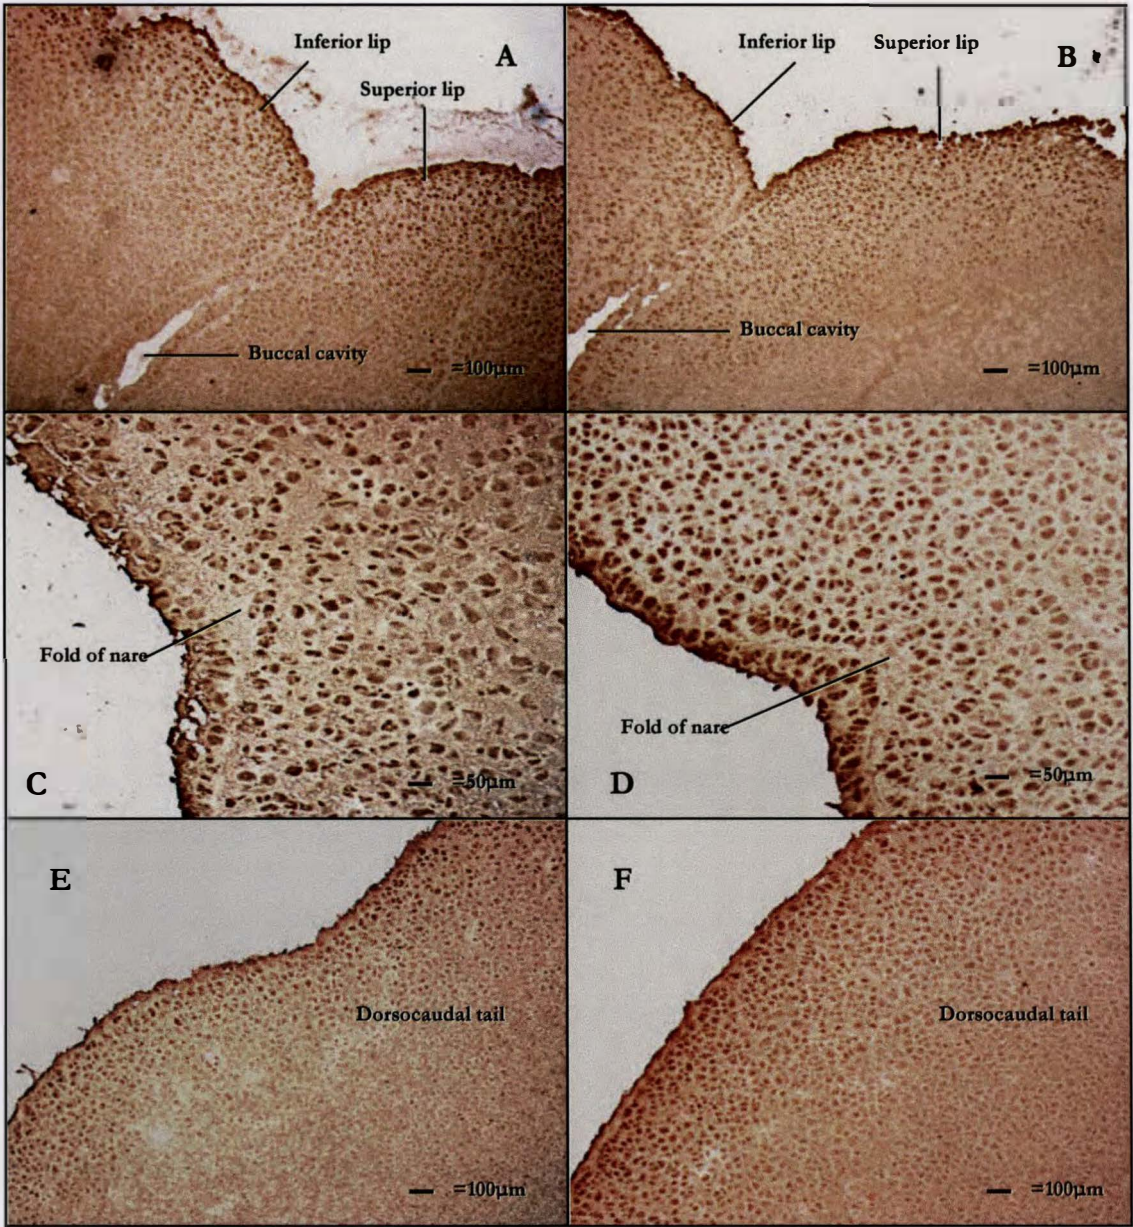 Inferior lip
A
Superior lip
Buccal cavity
=100µm
Inferior lip
Superior lip
B
Buccal cavity
=100µm
Fold of nare
C
=50µm
Fold of nare
D
=50µm
E
Dorsocaudal tail
=100µm
F
Dorsocaudal tail
=100µm